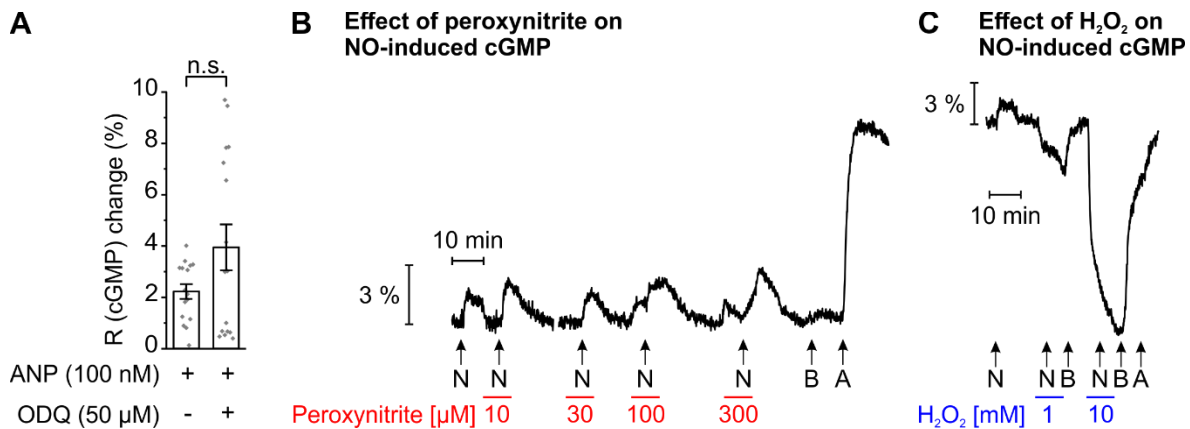 A
n.s.
10
8
6
4
2
0
R (cGMP) change (%)
ANP (100 nM) + +
ODQ (50 µM) - +
B Effect of peroxynitrite on
NO-induced cGMP
10 min
3 %
N N N N N B A
Peroxynitrite [µM] 10 30 100 300
C Effect of H₂O₂ on
NO-induced cGMP
3 %
10 min
N N B N B A
H₂O₂ [mM] 1 10